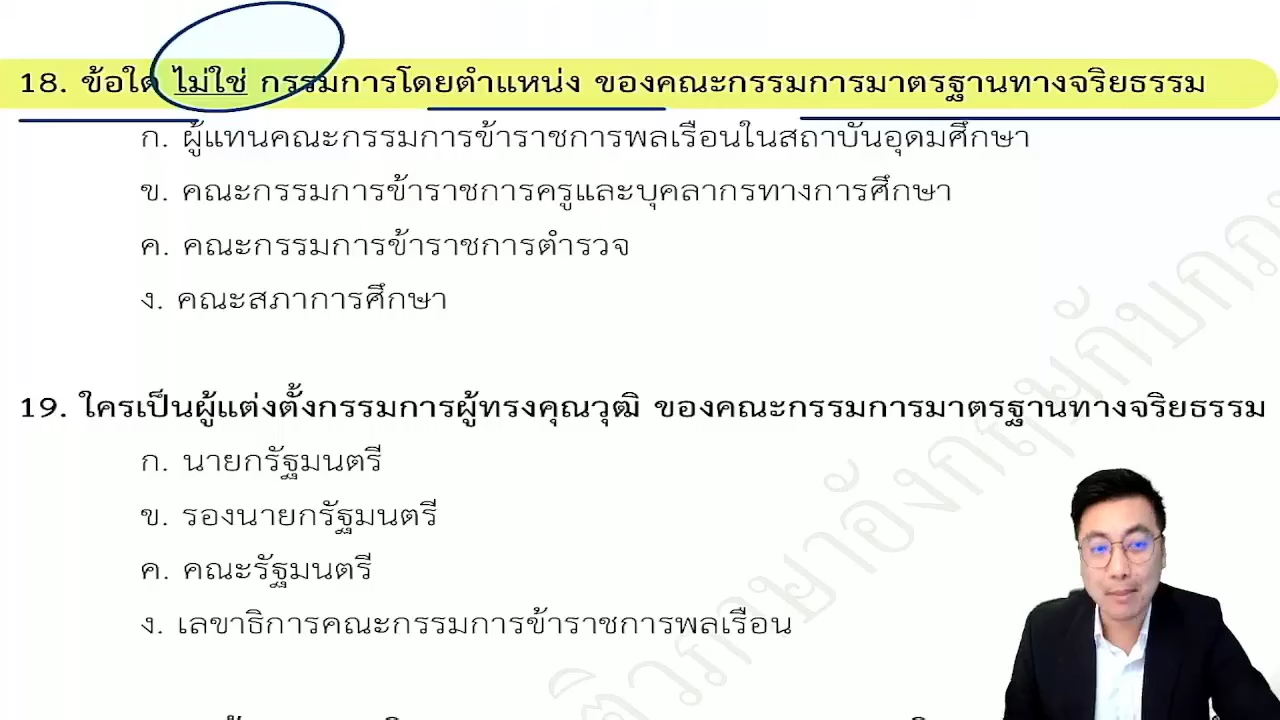 18. ข้อใด ไม่ใช่ กรรมการโดยตำแหน่ง ของคณะกรรมการมาตรฐานทางจริยธรรม
ก. ผู้แทนคณะกรรมการข้าราชการพลเรือนในสถาบันอุดมศึกษา
ข. คณะกรรมการข้าราชการครูและบุคลากรทางการศึกษา
ค. คณะกรรมการข้าราชการตำรวจ
ง. คณะสภาการศึกษา
19. ใครเป็นผู้แต่งตั้งกรรมการผู้ทรงคุณวุฒิ ของคณะกรรมการมาตรฐานทางจริยธรรม
ก. นายกรัฐมนตรี
ข. รองนายกรัฐมนตรี
ค. คณะรัฐมนตรี
ง. เลขาธิการคณะกรรมการข้าราชการพลเรือน
ติวภาษาอังกฤษกับกฎ